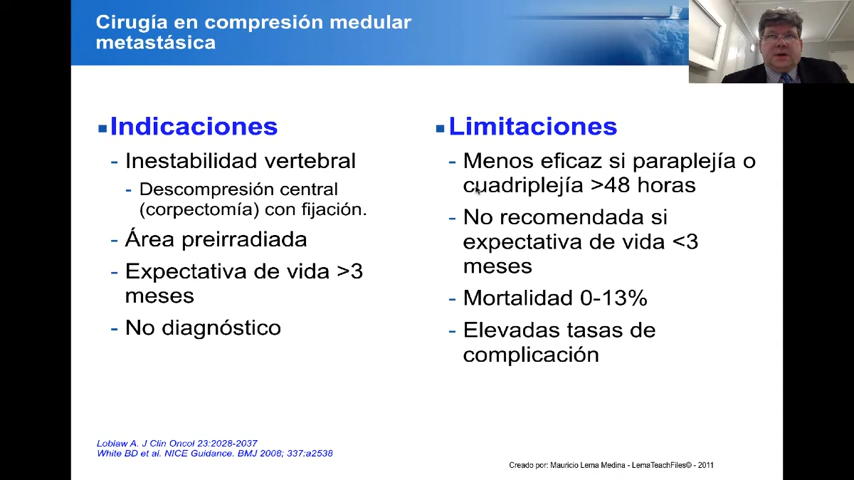 Cirugía en compresión medular
metastásica
Indicaciones
- Inestabilidad vertebral
- Descompresión central
(corpectomía) con fijación.
- Área preirradiada
- Expectativa de vida >3
meses
- No diagnóstico
Limitaciones
- Menos eficaz si paraplejía o
cuadriplejía >48 horas
- No recomendada si
expectativa de vida <3
meses
- Mortalidad 0-13%
- Elevadas tasas de
complicación
Loblaw A. J Clin Oncol 23:2028-2037
White BD et al. NICE Guidance. BMJ 2008; 337:a2538
Creado por: Mauricio Lema Medina - LemaTeachFiles© - 2011